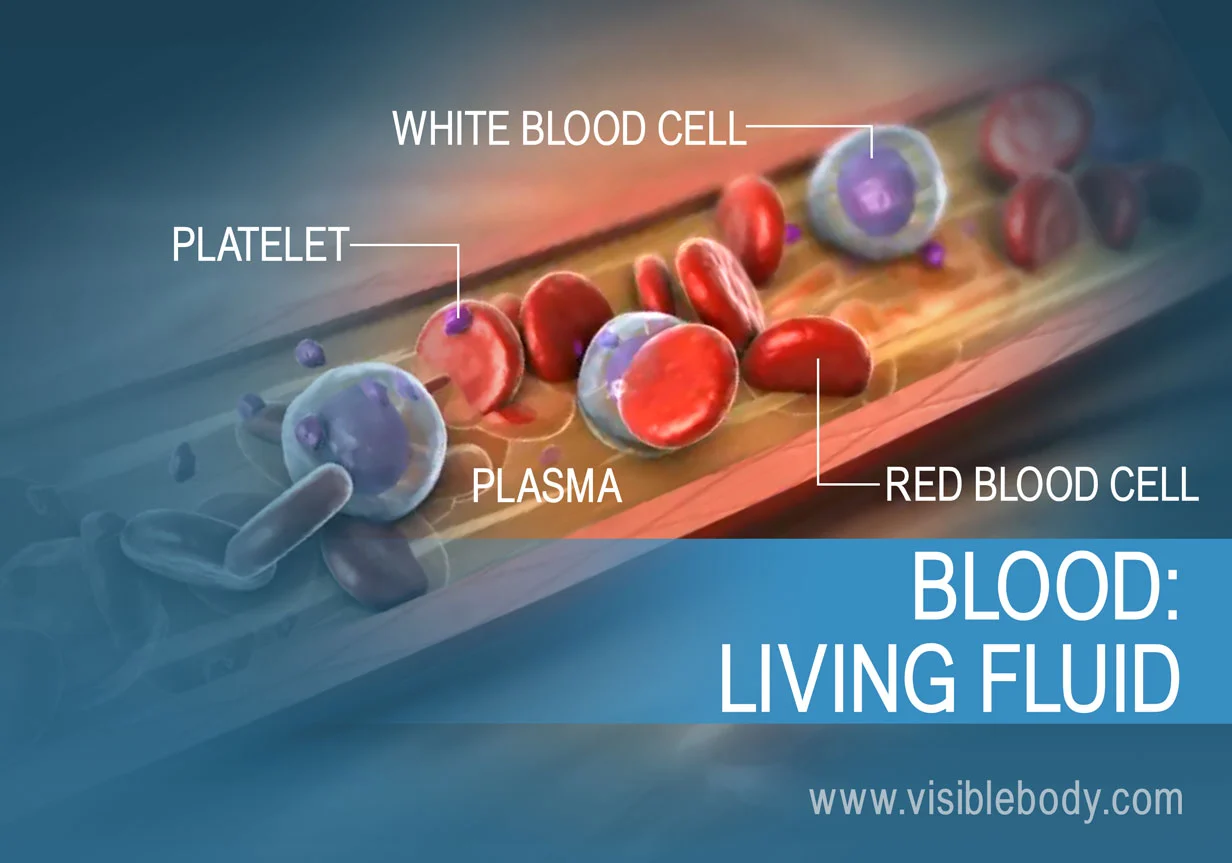 WHITE BLOOD CELL
PLATELET
PLASMA
RED BLOOD CELL
BLOOD:
LIVING FLUID
www.visiblebody.com